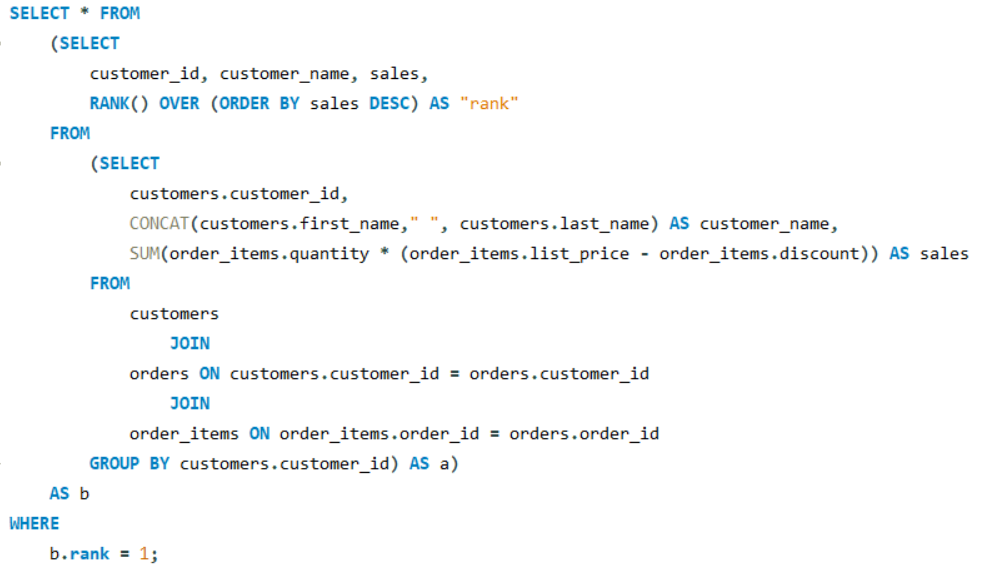 SELECT * FROM
(SELECT
customer_id, customer_name, sales,
RANK() OVER (ORDER BY sales DESC) AS "rank"
FROM
(SELECT
customers.customer_id,
CONCAT(customers.first_name," ", customers.last_name) AS customer_name,
SUM(order_items.quantity * (order_items.list_price - order_items.discount)) AS sales
FROM
customers
JOIN
orders ON customers.customer_id = orders.customer_id
JOIN
order_items ON order_items.order_id = orders.order_id
GROUP BY customers.customer_id) AS a)
AS b
WHERE
b.rank = 1;